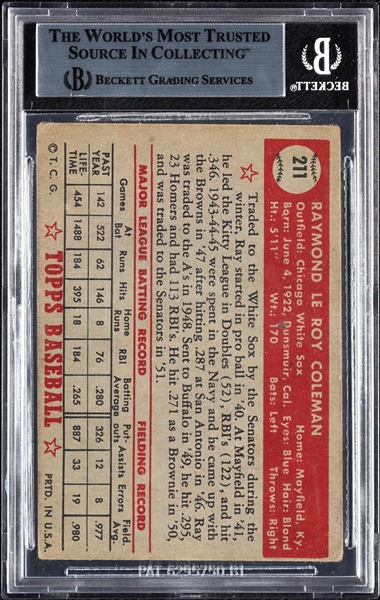 THE WORLD'S MOST TRUSTED
SOURCE IN COLLECTING™
BECKETT GRADING SERVICES
B
BECKETT
211
RAYMOND LE ROY COLEMAN
Outfield: Chicago White Sox Home: Mayfield, Ky.
Born: June 4, 1922, Dunsmuir, Cal. Eyes: Blue Hair: Blond
Ht.: 5'11" Wt.: 170 Bats: Left Throws: Right
Traded to the White Sox by the Senators during the
winter, Ray started in pro ball in '40. At Mayfield in '41,
he led the Kitty League in Doubles (52), RBI's (122) and hit
.346. 1943-44-45 were spent in the Navy and he came up with
the Browns in '47 after hitting .287 at San Antonio in '46. Ray
was traded to the A's in 1948. Sent to Buffalo in '49, he hit .295,
23 Homers and had 113 RBI's. He hit .271 as a Brownie in '50,
and was traded to the Senators in '51.
MAJOR LEAGUE BATTING RECORD FIELDING RECORD
Games At Bat Runs Hits Home Runs RBI Batting Average Put-outs Assists Errors Field. Avg.
PAST YEAR 142 522 62 146 8 76 .280 326 12 8 .977
LIFE-TIME 454 1488 184 395 18 184 .265 887 33 19 .980
© T.C.G. TOPPS BASEBALL PRTD. IN U.S.A.
PAT 6295750 B1